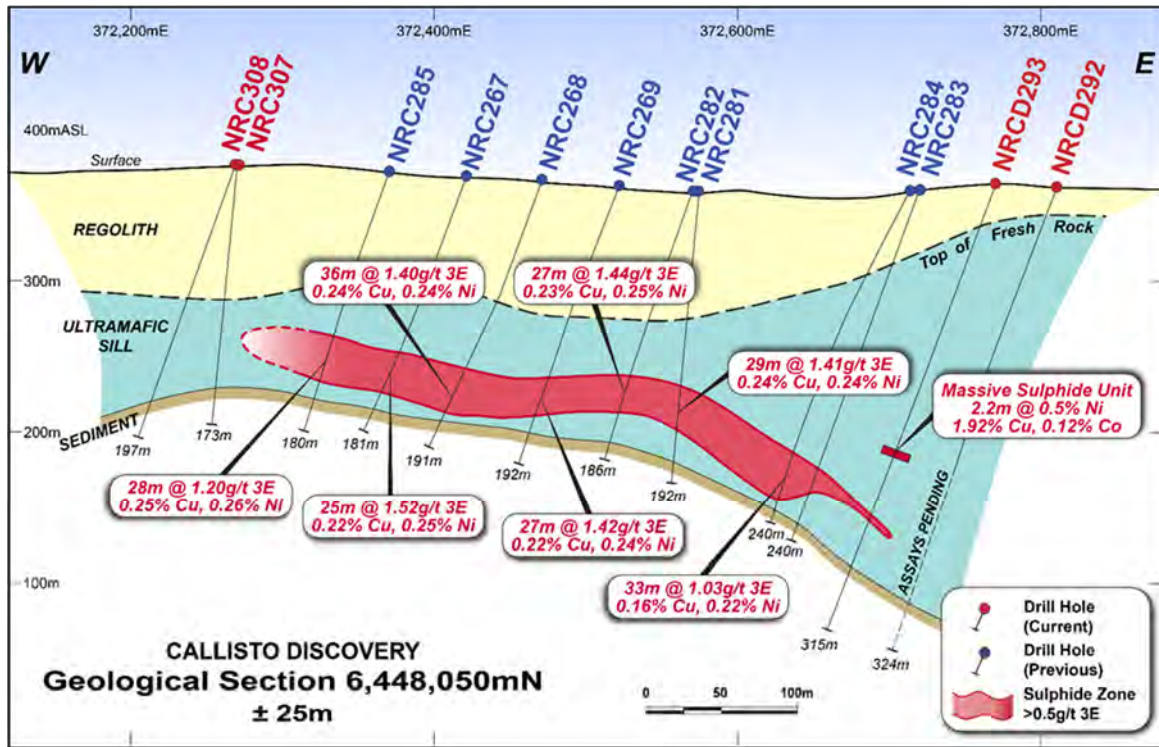 372,200mE
372,400mE
372,600mE
372,800mE
W
E
NRC308
NRC307
NRC285
NRC267
NRC268
NRC269
NRC282
NRC281
NRC284
NRC283
NRCD293
NRCD292
400mASL
Surface
REGOLITH
Top of Fresh Rock
300m
36m @ 1.40g/t 3E
0.24% Cu, 0.24% Ni
27m @ 1.44g/t 3E
0.23% Cu, 0.25% Ni
ULTRAMAFIC
SILL
29m @ 1.41g/t 3E
0.24% Cu, 0.24% Ni
Massive Sulphide Unit
2.2m @ 0.5% Ni
1.92% Cu, 0.12% Co
200m
SEDIMENT
197m
173m
180m
181m
191m
192m
186m
192m
240m
240m
28m @ 1.20g/t 3E
0.25% Cu, 0.26% Ni
25m @ 1.52g/t 3E
0.22% Cu, 0.25% Ni
27m @ 1.42g/t 3E
0.22% Cu, 0.24% Ni
33m @ 1.03g/t 3E
0.16% Cu, 0.22% Ni
ASSAYS PENDING
100m
315m
324m
CALLISTO DISCOVERY
Geological Section 6,448,050mN
± 25m
0 50 100m
Drill Hole
(Current)
Drill Hole
(Previous)
Sulphide Zone
>0.5g/t 3E